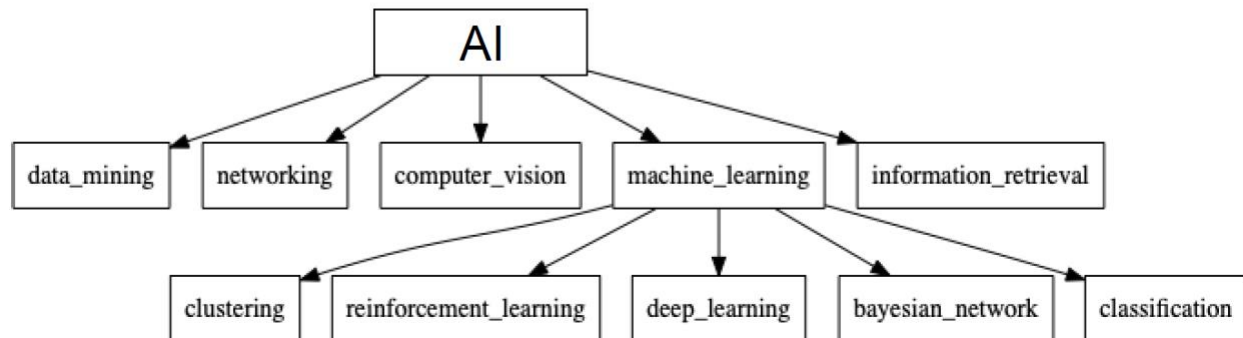 AI
data_mining
networking
computer_vision
machine_learning
information_retrieval
clustering
reinforcement_learning
deep_learning
bayesian_network
classification